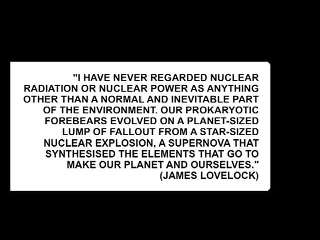 "I HAVE NEVER REGARDED NUCLEAR
RADIATION OR NUCLEAR POWER AS ANYTHING
OTHER THAN A NORMAL AND INEVITABLE PART
OF THE ENVIRONMENT. OUR PROKARYOTIC
FOREBEARS EVOLVED ON A PLANET-SIZED
LUMP OF FALLOUT FROM A STAR-SIZED
NUCLEAR EXPLOSION, A SUPERNOVA THAT
SYNTHESISED THE ELEMENTS THAT GO TO
MAKE OUR PLANET AND OURSELVES."
(JAMES LOVELOCK)